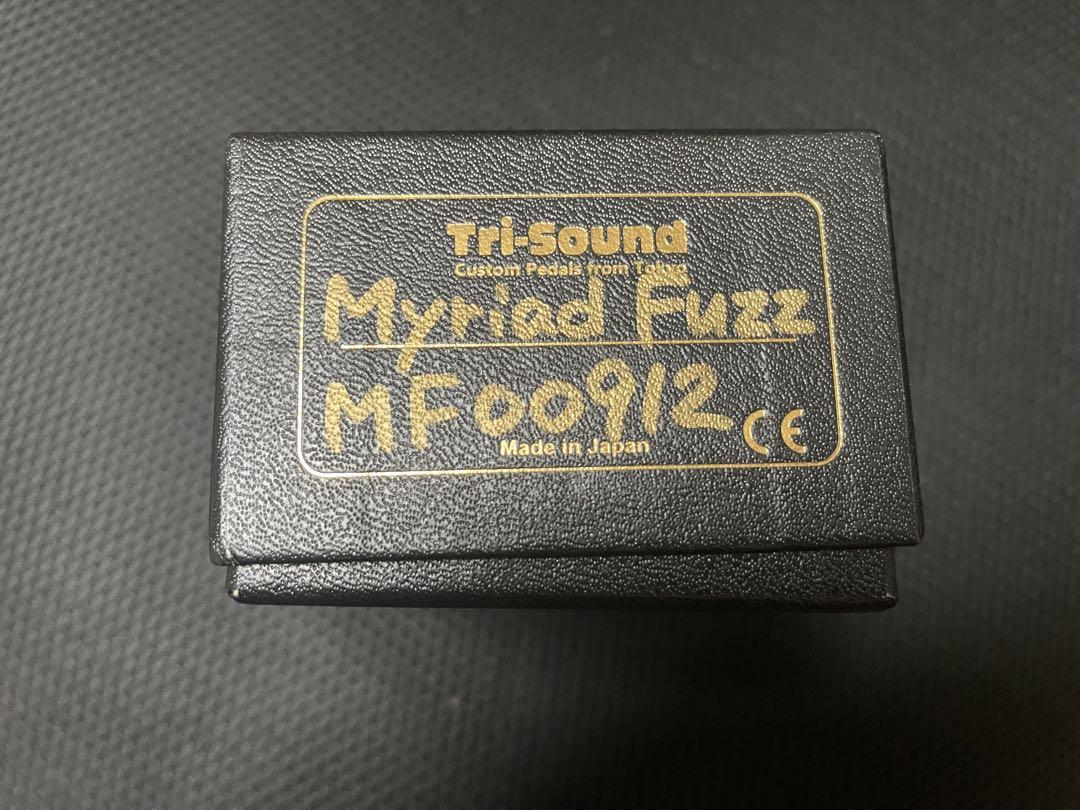 Tri-Sound
Custom Pedals from Tokyo
Myriad Fuzz
MF00912
Made in Japan
CE